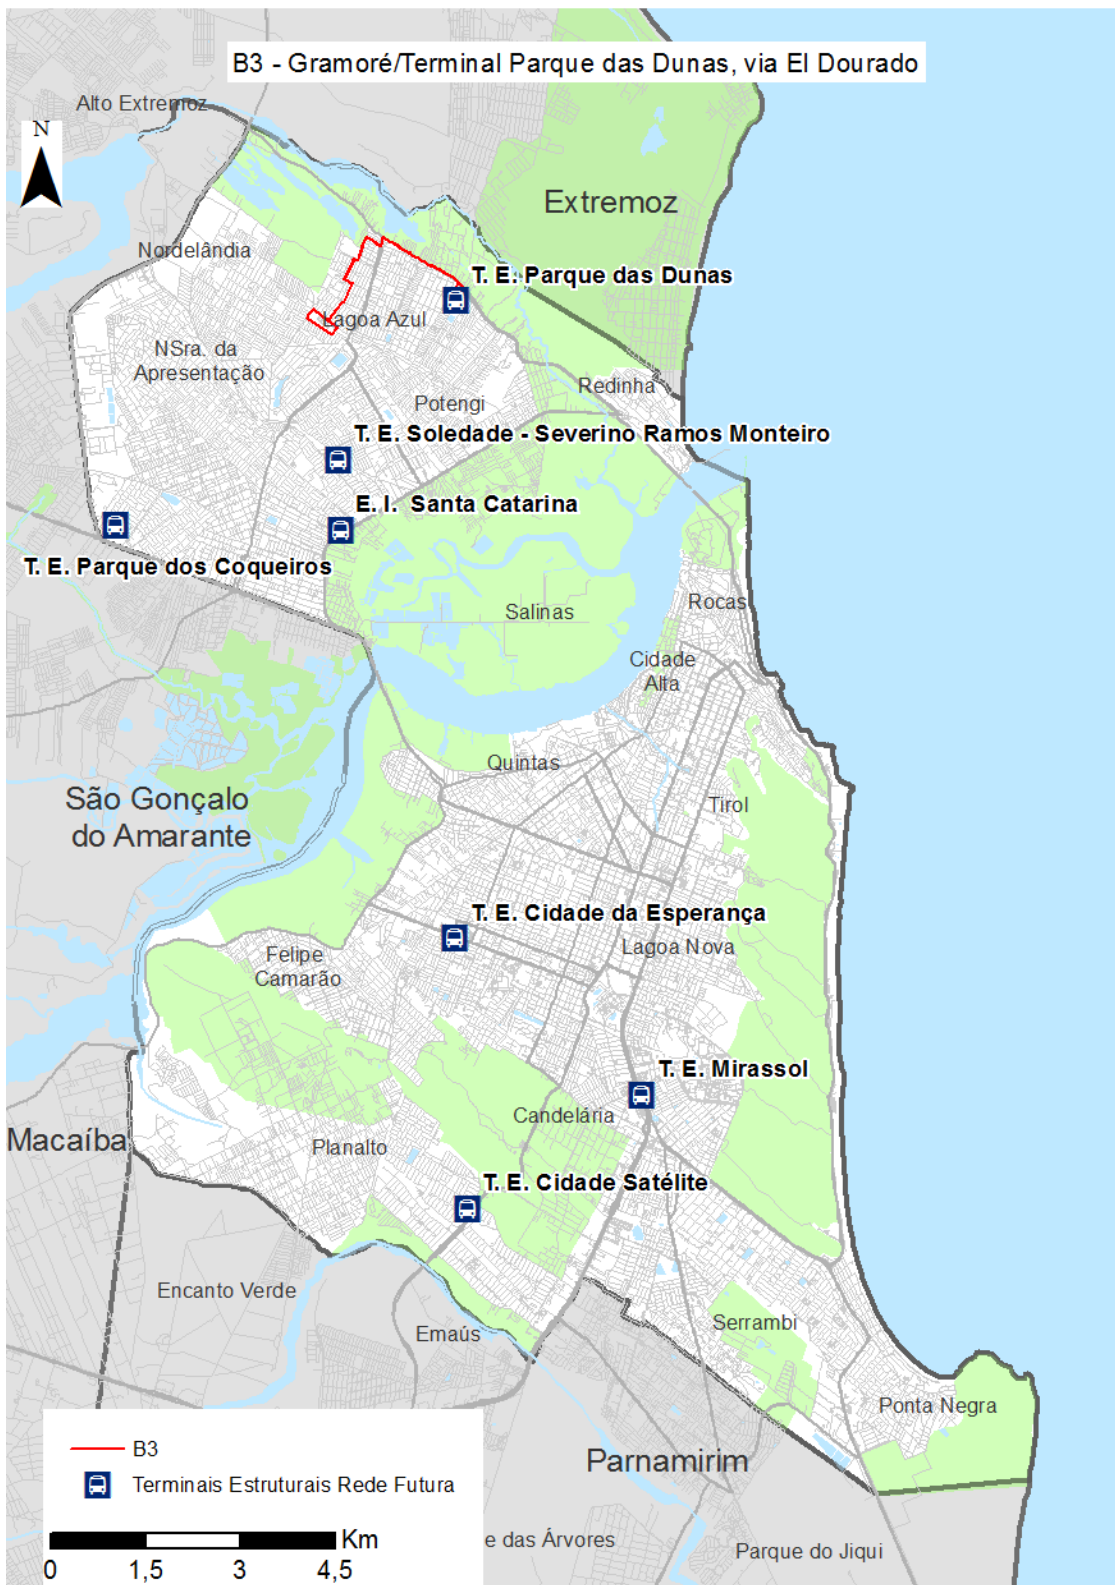 B3 - Gramoré/Terminal Parque das Dunas, via El Dourado
Alto Extremoz
N
Extremoz
Nordelândia
T. E. Parque das Dunas
Lagoa Azul
NSra. da
Apresentação
Redinha
Potengi
T. E. Soledade - Severino Ramos Monteiro
E. I. Santa Catarina
T. E. Parque dos Coqueiros
Rocas
Salinas
Cidade
Alta
Quintas
São Gonçalo
do Amarante
Tirol
T. E. Cidade da Esperança
Lagoa Nova
Felipe
Camarão
T. E. Mirassol
Candelária
Macaíba
Planalto
T. E. Cidade Satélite
Encanto Verde
Emaús
Serrambi
Ponta Negra
B3
Parnamirim
Terminais Estruturais Rede Futura
Km
0 1,5 3 4,5
e das Árvores
Parque do Jiqui